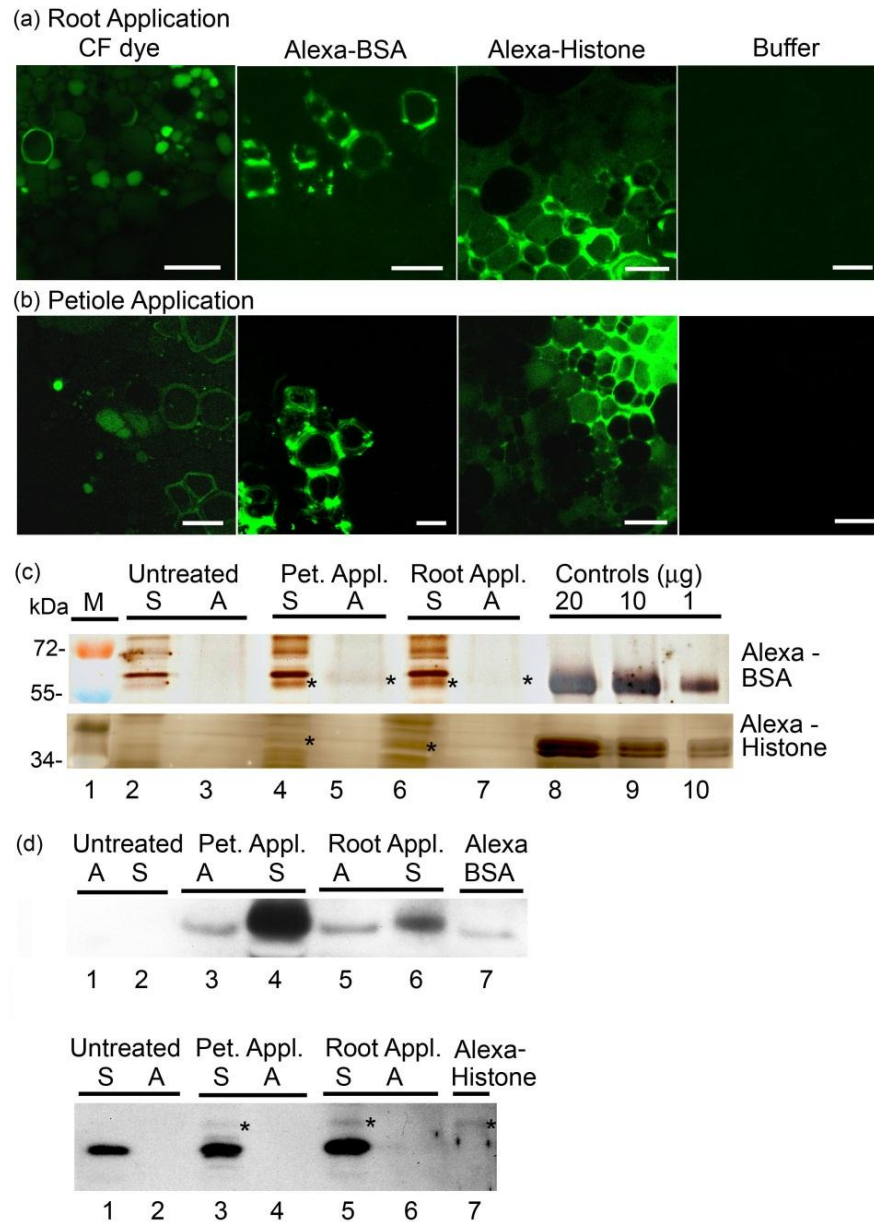 (a) Root Application
CF dye Alexa-BSA Alexa-Histone Buffer
(b) Petiole Application
(c)
Untreated Pet. Appl. Root Appl. Controls (μg)
kDa M S A S A S A 20 10 1
72-
55-
* * * *
Alexa -
BSA
34-
* *
Alexa -
Histone
1 2 3 4 5 6 7 8 9 10
(d)
Untreated Pet. Appl. Root Appl. Alexa
A S A S A S BSA
1 2 3 4 5 6 7
Untreated Pet. Appl. Root Appl. Alexa-
S A S A S A Histone
* * *
1 2 3 4 5 6 7